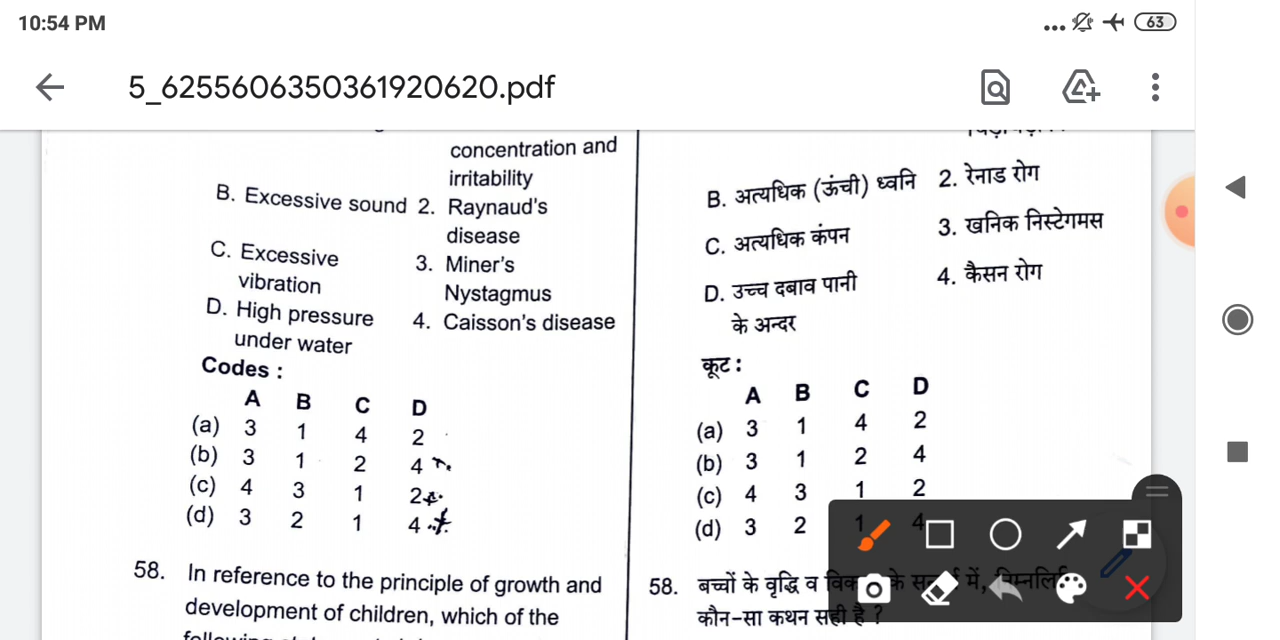 10:54 PM
63
5_6255606350361920620.pdf
concentration and
irritability
B. Excessive sound 2. Raynaud's
disease
C. Excessive
vibration
3. Miner's
Nystagmus
D. High pressure
under water
4. Caisson's disease
Codes :
A B C D
(a) 3 1 4 2
(b) 3 1 2 4
(c) 4 3 1 2
(d) 3 2 1 4
58. In reference to the principle of growth and
development of children, which of the
following
B. अत्यधिक (ऊंची) ध्वनि 2. रेनाड रोग
C. अत्यधिक कंपन
3. खनिक निस्टेगमस
D. उच्च दबाव पानी
के अन्दर
4. कैसन रोग
कूट :
A B C D
(a) 3 1 4 2
(b) 3 1 2 4
(c) 4 3 1 2
(d) 3 2 1 4
58. बच्चों के वृद्धि व के में,
कौन-सा कथन सही है ?